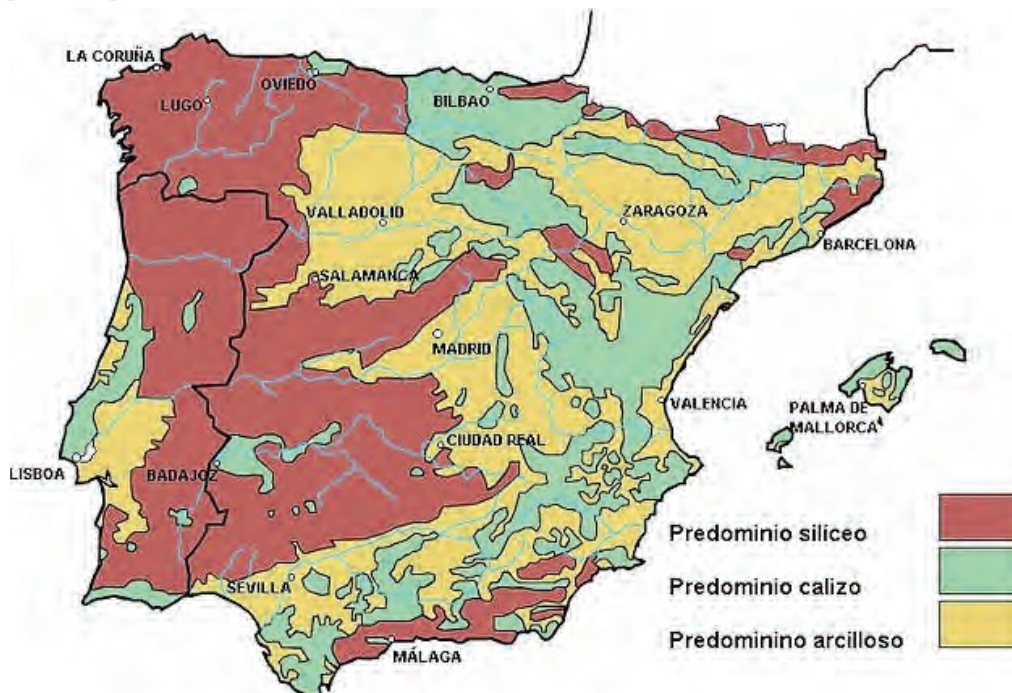 LA CORUÑA
OVIEDO
LUGO
BILBAO
VALLADOLID
ZARAGOZA
BARCELONA
SALAMANCA
MADRID
VALENCIA
PALMA DE
MALLORCA
CIUDAD REAL
LISBOA
BADAJOZ
SEVILLA
MÁLAGA
Predominio silíceo
Predominio calizo
Predominino arcilloso